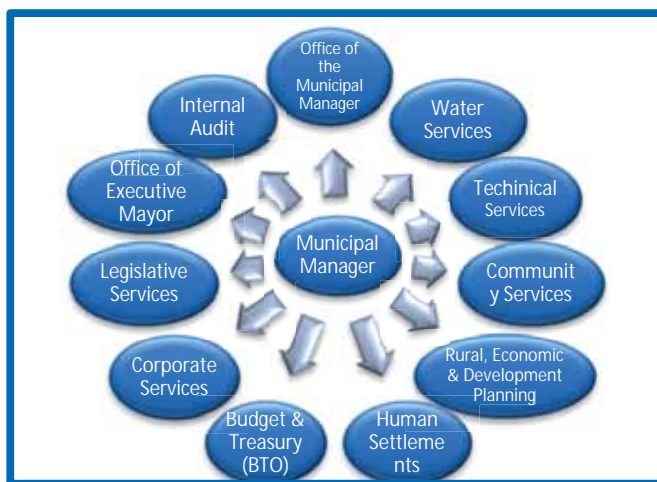 Office of
the
Municipal
Manager
Water
Services
Techinical
Services
Communit
y Services
Rural, Economic
& Development
Planning
Human
Settleme
nts
Budget &
Treasury
(BTO)
Corporate
Services
Legislative
Services
Office of
Executive
Mayor
Internal
Audit
Municipal
Manager